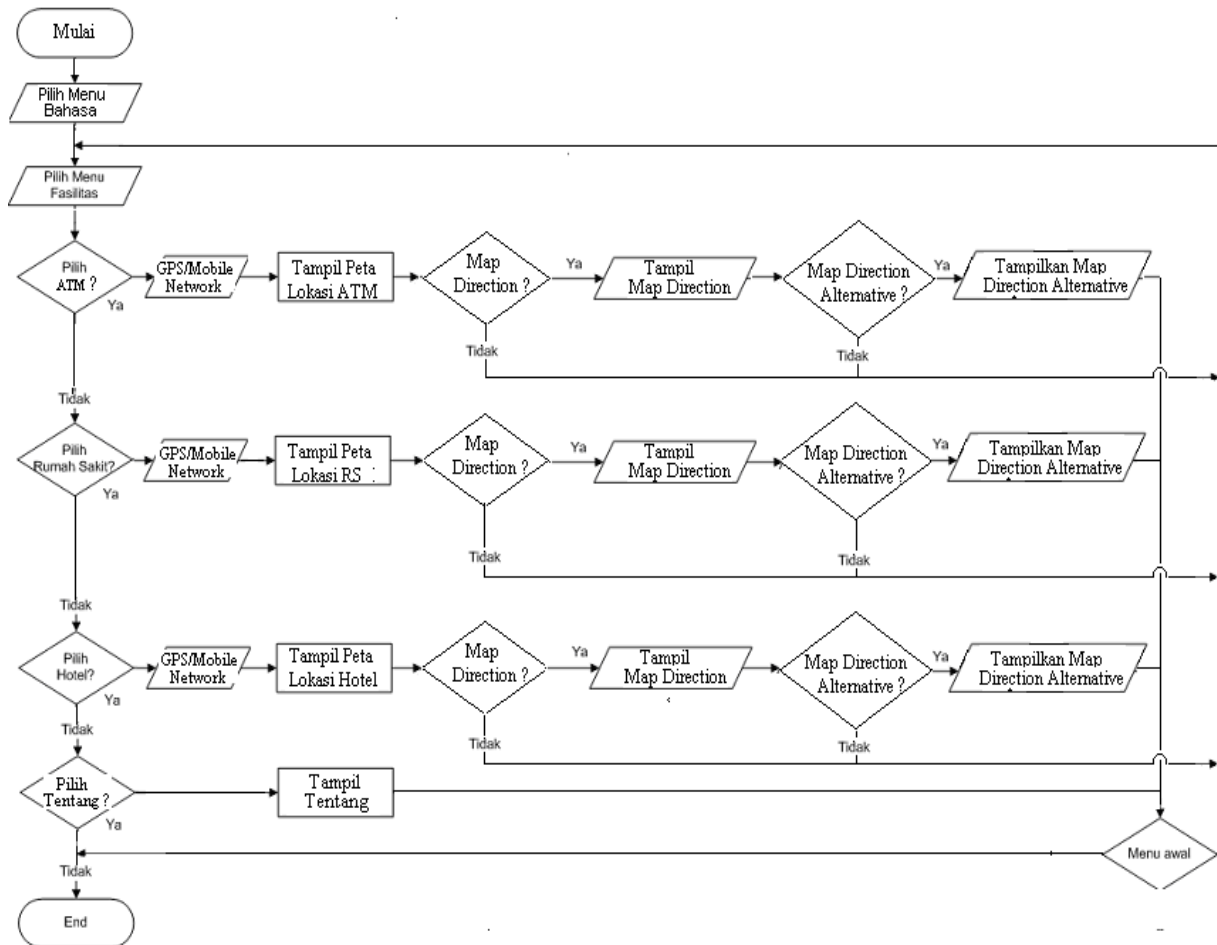 Mulai
Pilih Menu
Bahasa
Pilih Menu
Fasilitas
Pilih
ATM ?
Ya
GPS/Mobile
Network
Tampil Peta
Lokasi ATM
Map
Direction ?
Ya
Tampil
Map Direction
Map Direction
Alternative ?
Ya
Tampilkan Map
Direction Alternative
Tidak
Tidak
Tidak
Pilih
Rumah Sakit?
Ya
GPS/Mobile
Network
Tampil Peta
Lokasi RS
Map
Direction ?
Ya
Tampil
Map Direction
Map Direction
Alternative ?
Ya
Tampilkan Map
Direction Alternative
Tidak
Tidak
Tidak
Pilih
Hotel?
Ya
GPS/Mobile
Network
Tampil Peta
Lokasi Hotel
Map
Direction ?
Ya
Tampil
Map Direction
Map Direction
Alternative ?
Ya
Tampilkan Map
Direction Alternative
Tidak
Tidak
Tidak
Pilih
Tentang ?
Ya
Tampil
Tentang
Menu awal
Tidak
End